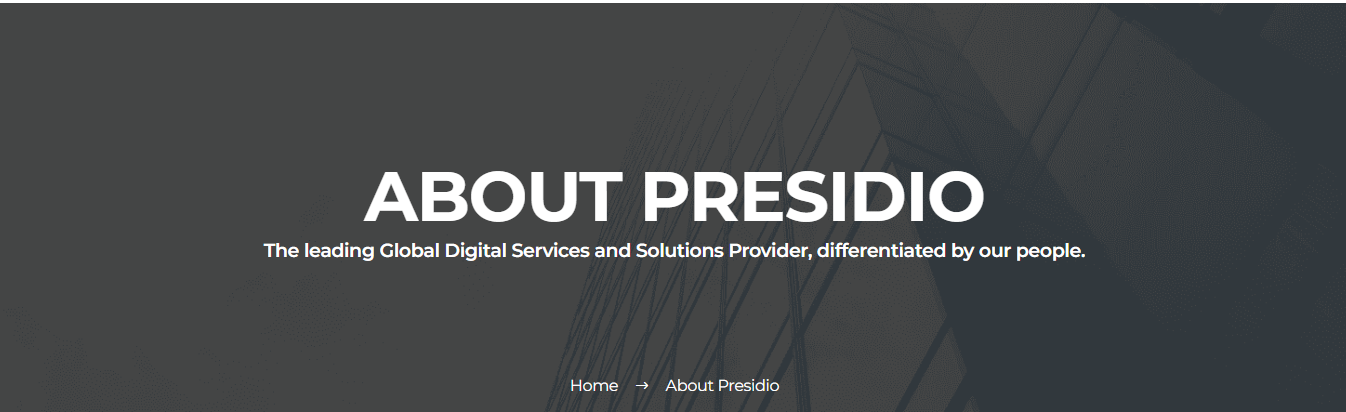 ABOUT PRESIDIO
The leading Global Digital Services and Solutions Provider, differentiated by our people.
Home → About Presidio